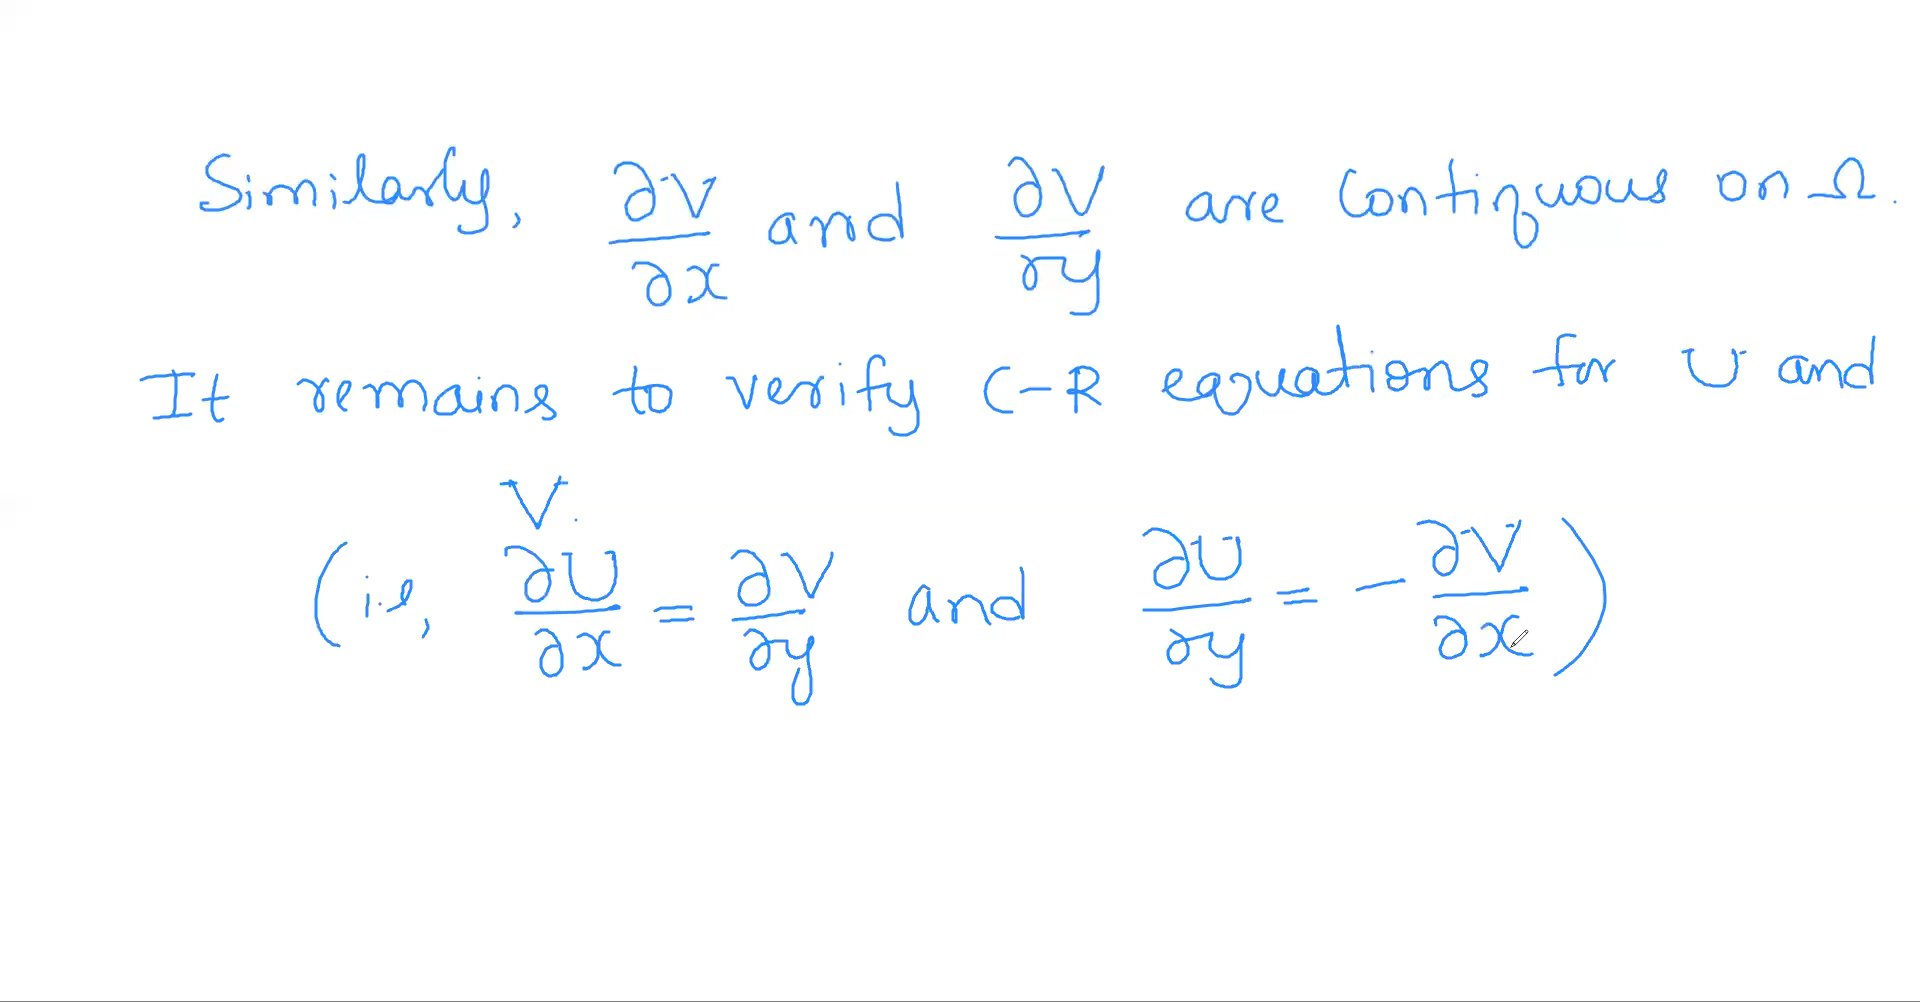 Similarly, ∂V/∂x and ∂V/∂y are Continuous on Ω.
It remains to verify C-R equations for U and
V.
(i.e, ∂U/∂x = ∂V/∂y and ∂U/∂y = -∂V/∂x)